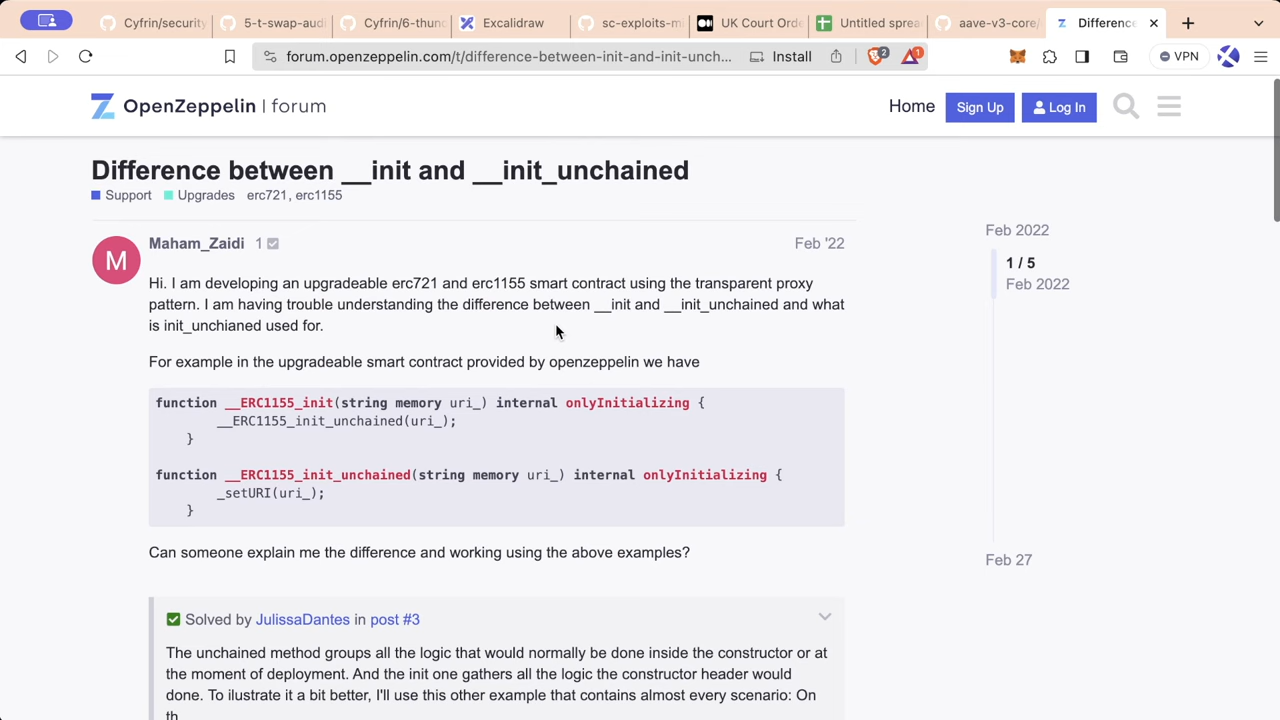 Cyfrin/security
5-t-swap-audi
Cyfrin/6-thunc
Excalidraw
sc-exploits-mi
UK Court Orde
Untitled sprea
aave-v3-core/
Difference
forum.openzeppelin.com/t/difference-between-init-and-init-unch...
Install
2
1
VPN
OpenZeppelin | forum
Home
Sign Up
Log In
Difference between __init and __init_unchained
Support Upgrades erc721, erc1155
Feb 2022
M
Maham_Zaidi 1
Feb '22
1 / 5
Feb 2022
Hi. I am developing an upgradeable erc721 and erc1155 smart contract using the transparent proxy
pattern. I am having trouble understanding the difference between __init and __init_unchained and what
is init_unchianed used for.
For example in the upgradeable smart contract provided by openzeppelin we have
function __ERC1155_init(string memory uri_) internal onlyInitializing {
__ERC1155_init_unchained(uri_);
}
function __ERC1155_init_unchained(string memory uri_) internal onlyInitializing {
_setURI(uri_);
}
Can someone explain me the difference and working using the above examples?
Feb 27
Solved by JulissaDantes in post #3
The unchained method groups all the logic that would normally be done inside the constructor or at
the moment of deployment. And the init one gathers all the logic the constructor header would
done. To ilustrate it a bit better, I'll use this other example that contains almost every scenario: On
th